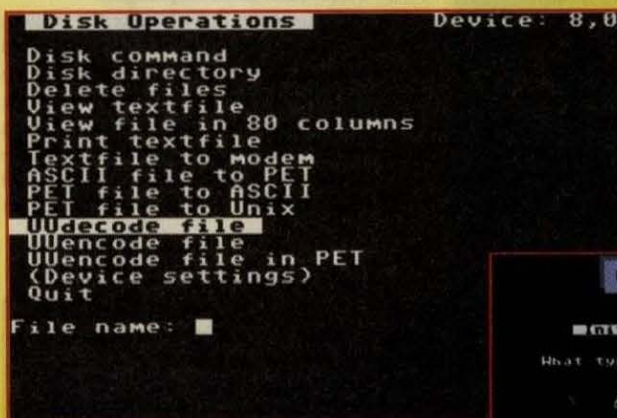 Disk Operations Device: 8,0
Disk command
Disk directory
Delete files
View textfile
View file in 80 columns
Print textfile
Textfile to modem
ASCII file to PET
PET file to ASCII
PET file to Unix
UUdecode file
UUencode file
UUencode file in PET
(Device settings)
Quit
File name:
What ty